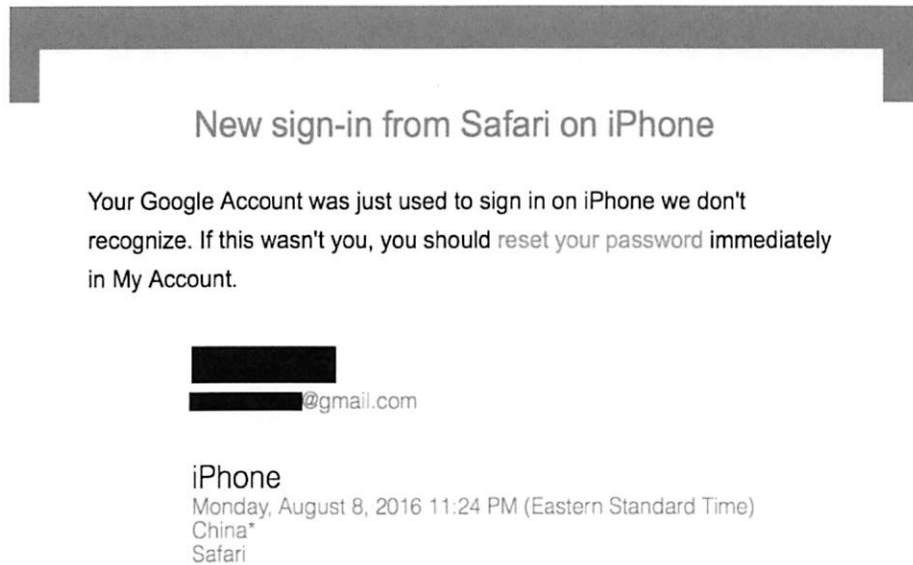 New sign-in from Safari on iPhone
Your Google Account was just used to sign in on iPhone we don't
recognize. If this wasn't you, you should reset your password immediately
in My Account.
@gmail.com
iPhone
Monday, August 8, 2016 11:24 PM (Eastern Standard Time)
China*
Safari